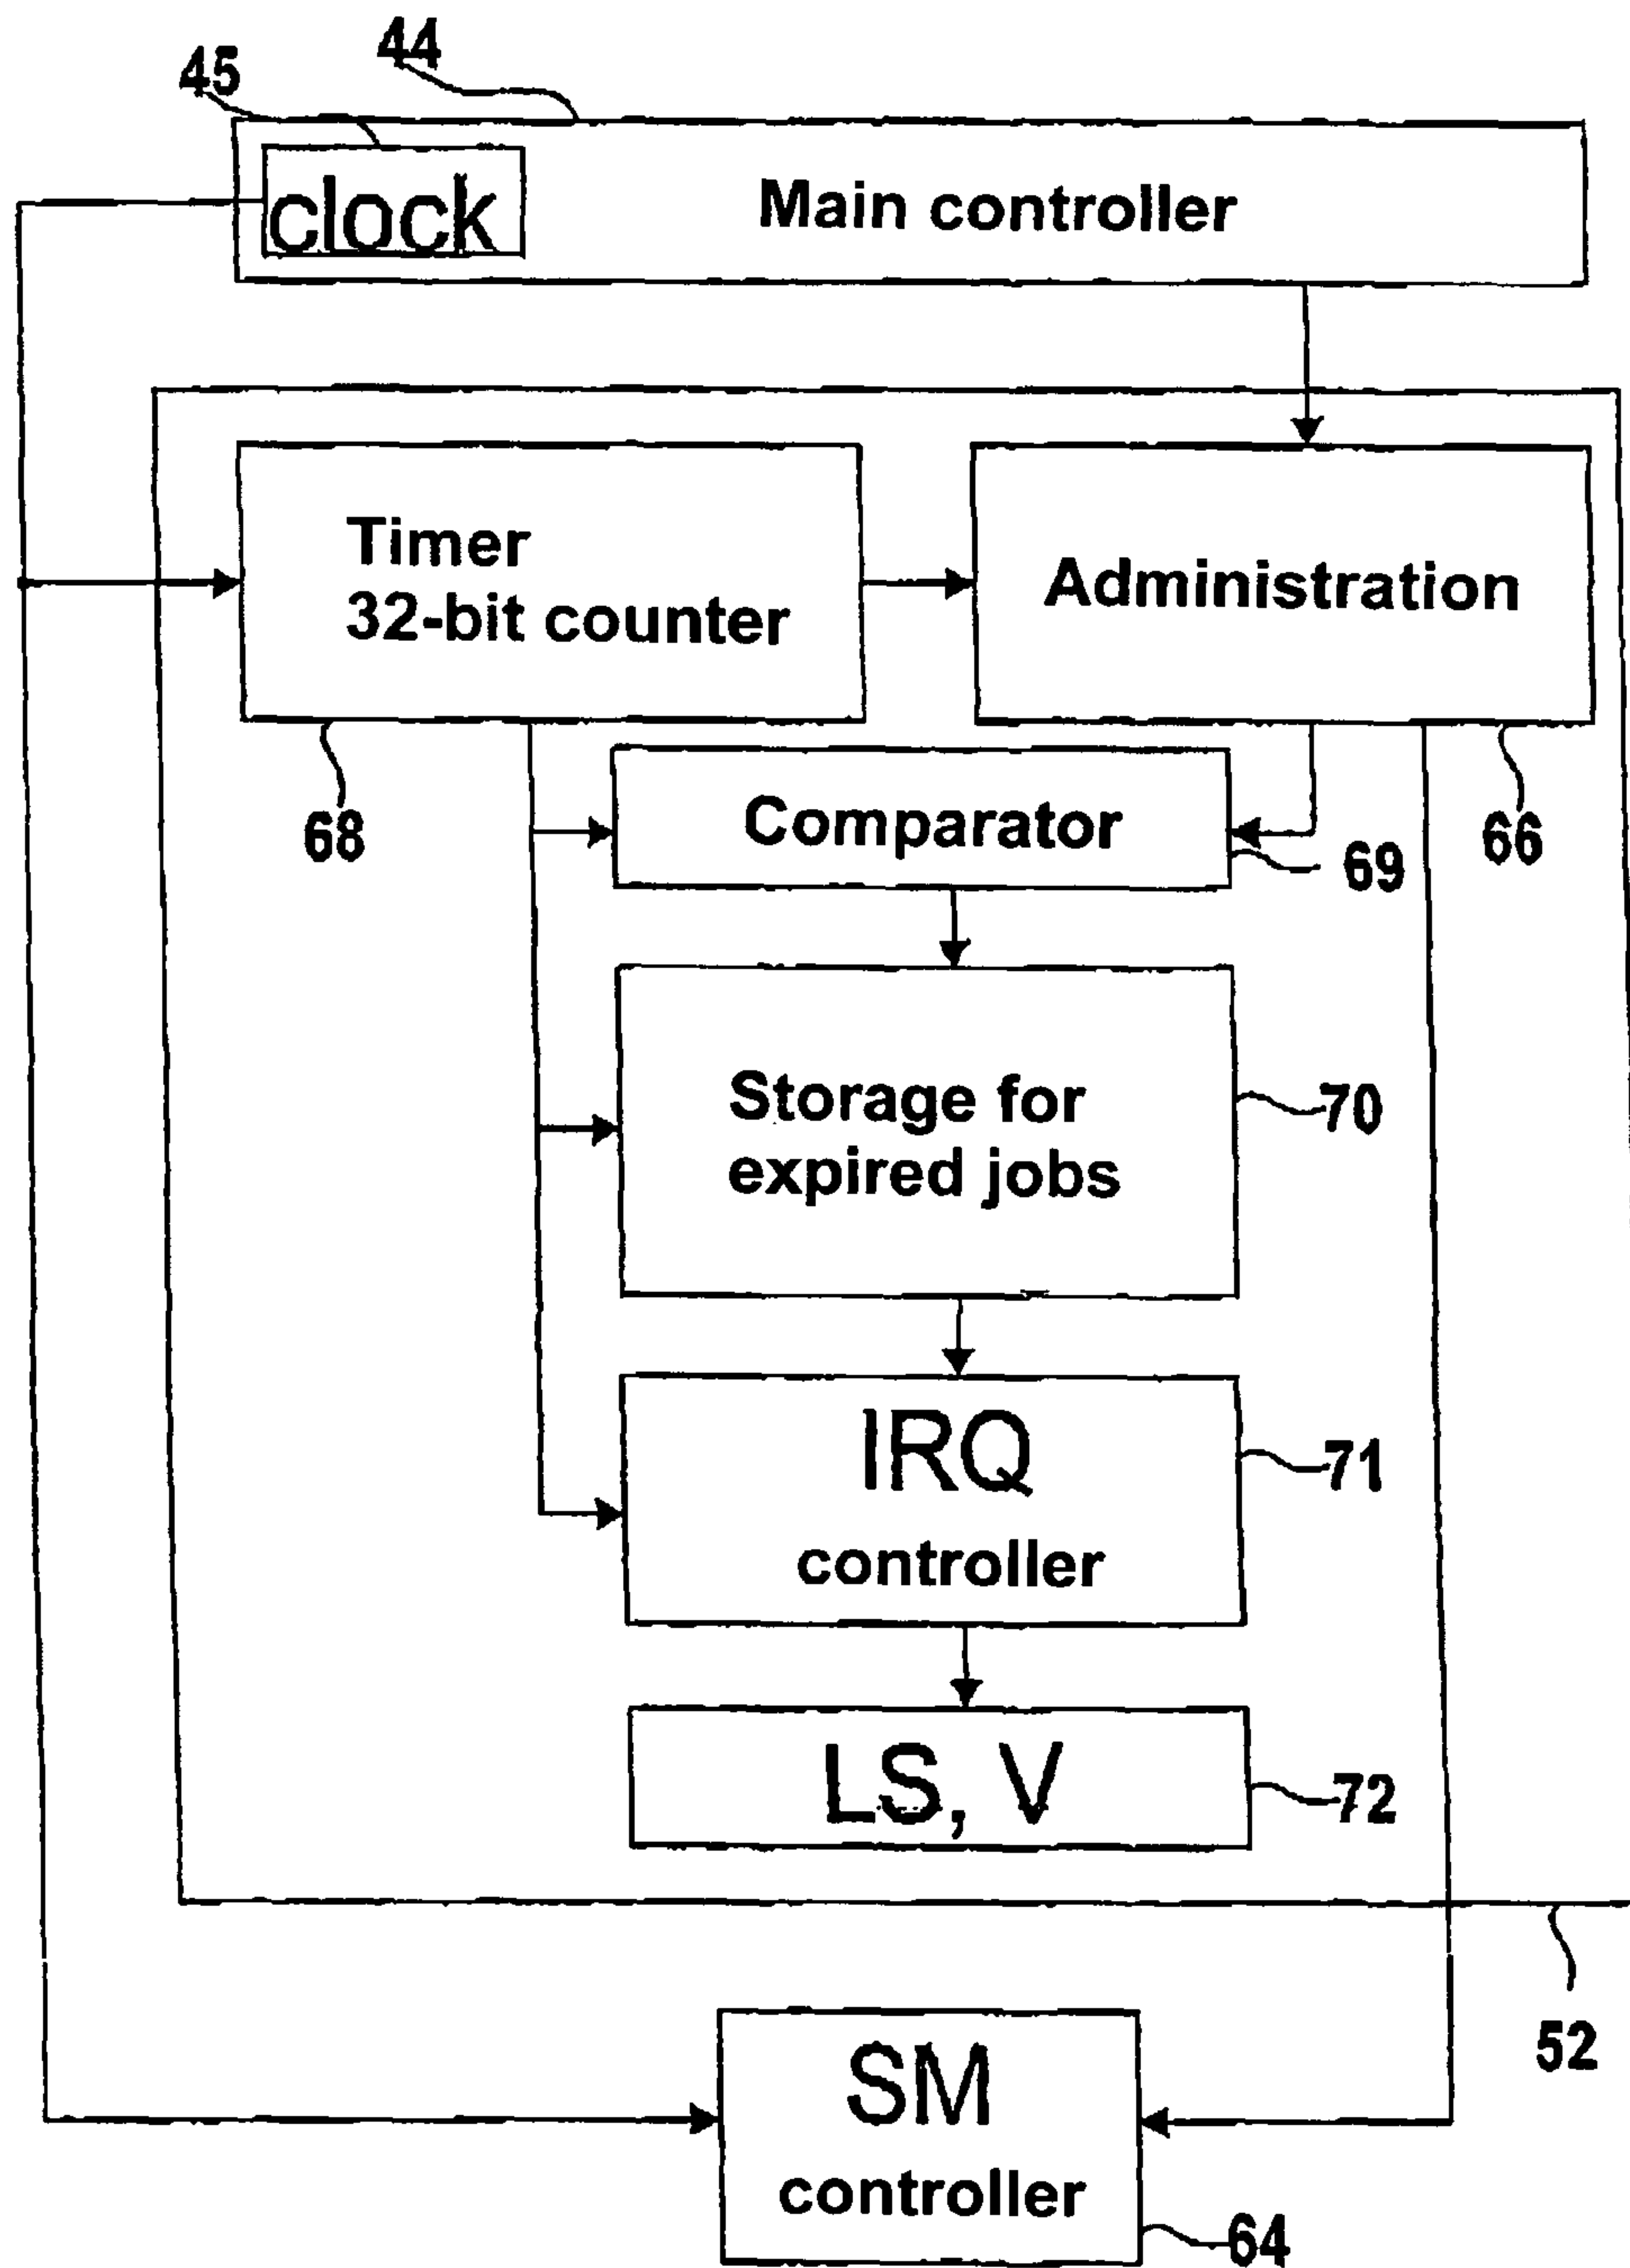 44
45
clock
Main controller
Timer
32-bit counter
Administration
68
Comparator
69
66
Storage for
expired jobs
70
IRQ
controller
71
LS, V
72
52
SM
controller
64